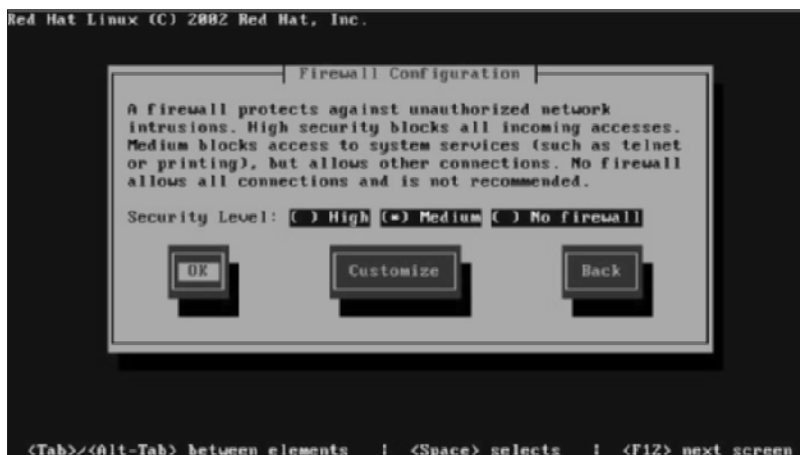 Red Hat Linux (C) 2002 Red Hat, Inc.
Firewall Configuration
A firewall protects against unauthorized network
intrusions. High security blocks all incoming accesses.
Medium blocks access to system services (such as telnet
or printing), but allows other connections. No firewall
allows all connections and is not recommended.
Security Level: ( ) High (*) Medium ( ) No firewall
OK Customize Back
<Tab>/<Alt-Tab> between elements | <Space> selects | <F12> next screen